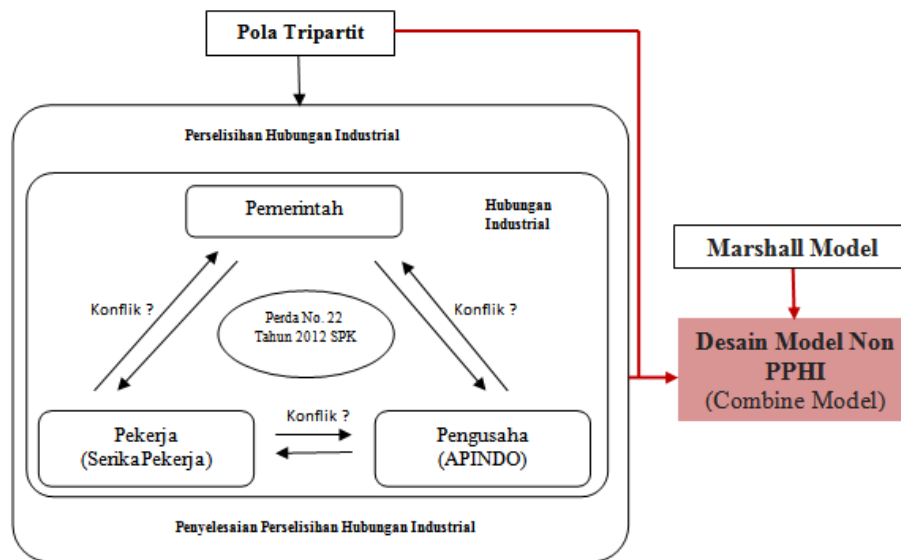 Pola Tripartit
Perselisihan Hubungan Industrial
Pemerintah
Hubungan
Industrial
Marshall Model
Konflik ?
Perda No. 22
Tahun 2012 SPK
Konflik ?
Desain Model Non
PPHI
(Combine Model)
Pekerja
(SerikaPekerja)
Konflik ?
Pengusaha
(APINDO)
Penyelesaian Perselisihan Hubungan Industrial